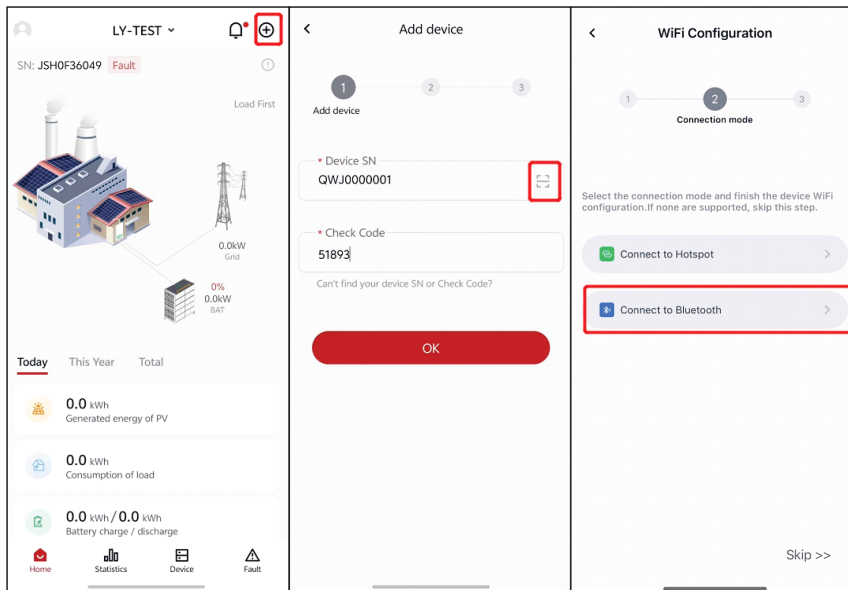 LY-TEST
SN: JSH0F36049 Fault
Load First
0.0kW
Grid
0%
0.0kW
BAT
Today This Year Total
0.0 kWh
Generated energy of PV
0.0 kWh
Consumption of load
0.0 kWh / 0.0 kWh
Battery charge / discharge
Home Statistics Device Fault
Add device
1 2 3
Add device
* Device SN
QWJ0000001
* Check Code
51893
Can't find your device SN or Check Code?
OK
WiFi Configuration
1 2 3
Connection mode
Select the connection mode and finish the device WiFi
configuration.If none are supported, skip this step.
Connect to Hotspot
Connect to Bluetooth
Skip >>